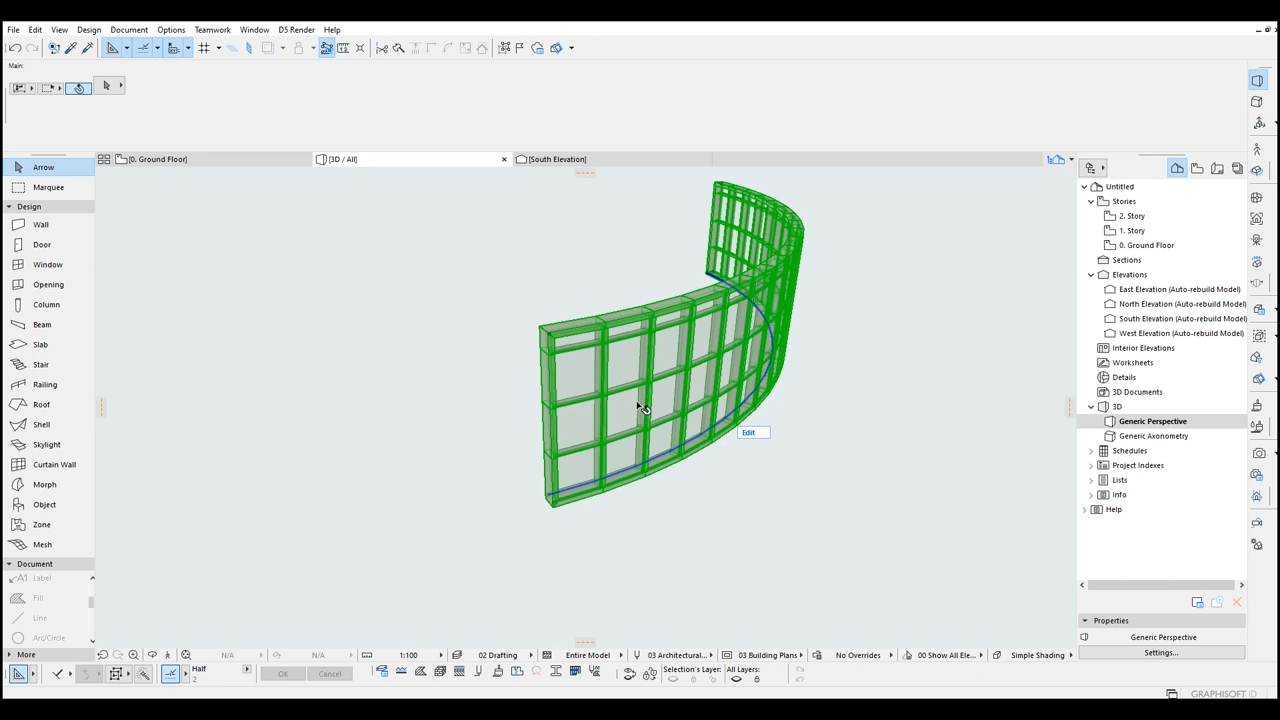 File Edit View Design Document Options Teamwork Window D5 Render Help
Main:
[0. Ground Floor] [3D / All] [South Elevation]
Arrow
Marquee
Design
Wall
Door
Window
Opening
Column
Beam
Slab
Stair
Railing
Roof
Shell
Skylight
Curtain Wall
Morph
Object
Zone
Mesh
Document
Label
Fill
Line
Arc/Circle
More
Edit
Untitled
Stories
2. Story
1. Story
0. Ground Floor
Sections
Elevations
East Elevation (Auto-rebuild Model)
North Elevation (Auto-rebuild Model)
South Elevation (Auto-rebuild Model)
West Elevation (Auto-rebuild Model)
Interior Elevations
Worksheets
Details
3D Documents
3D
Generic Perspective
Generic Axonometry
Schedules
Project Indexes
Lists
Info
Help
Properties
Generic Perspective
Settings...
N/A N/A 1:100 02 Drafting Entire Model 03 Architectural... 03 Building Plans No Overrides 00 Show All Ele... Simple Shading
Half
2
OK Cancel
Selection's Layer: All Layers:
GRAPHISOFT ID